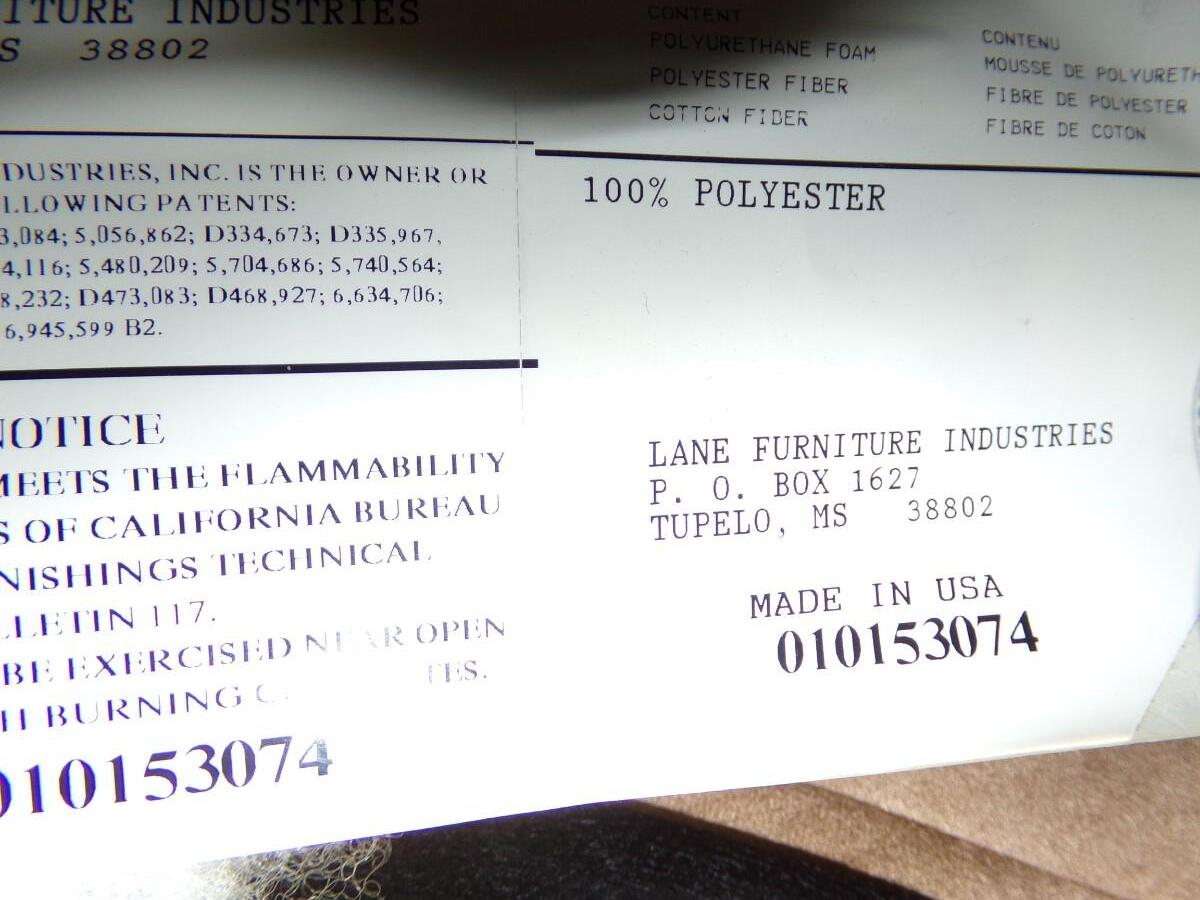 ITURE INDUSTRIES
S 38802
DUSTRIES, INC. IS THE OWNER OR
LLOWING PATENTS:
3,084; 5,056,862; D334,673; D335,967,
4,116; 5,480,209; 5,704,686; 5,740,564;
8,232; D473,083; D468,927; 6,634,706;
6,945,599 B2.
NOTICE
MEETS THE FLAMMABILITY
S OF CALIFORNIA BUREAU
NISHINGS TECHNICAL
LLETIN 117.
BE EXERCISED NEAR OPEN
H BURNING C TES.
010153074
CONTENT
POLYURETHANE FOAM
POLYESTER FIBER
COTTON FIBER
CONTENU
MOUSSE DE POLYURETH
FIBRE DE POLYESTER
FIBRE DE COTON
100% POLYESTER
LANE FURNITURE INDUSTRIES
P. O. BOX 1627
TUPELO, MS 38802
MADE IN USA
010153074